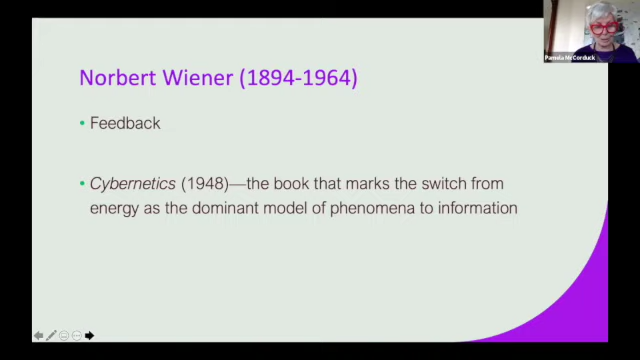 Norbert Wiener (1894-1964)
• Feedback
• Cybernetics (1948)—the book that marks the switch from
energy as the dominant model of phenomena to information
Pamela McCorduck